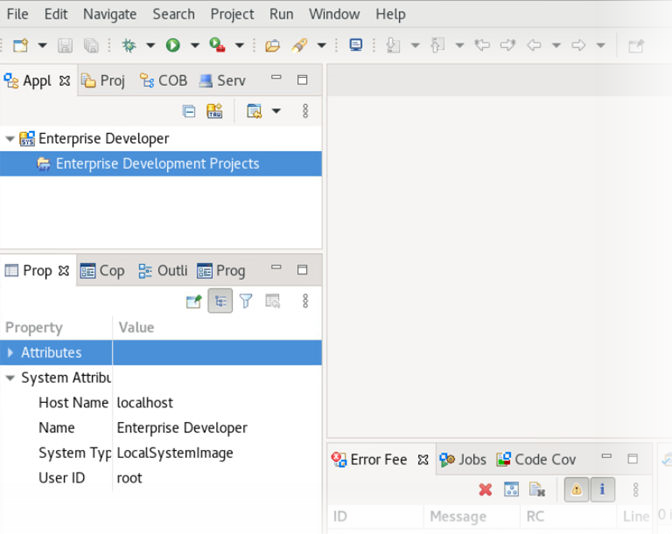 File Edit Navigate Search Project Run Window Help
Appl Proj COB Serv
Enterprise Developer
Enterprise Development Projects
Prop Cop Outli Prog
Property Value
Attributes
System Attribu
Host Name localhost
Name Enterprise Developer
System Typ LocalSystemImage
User ID root
Error Fee Jobs Code Cov
ID Message RC Line 0 i